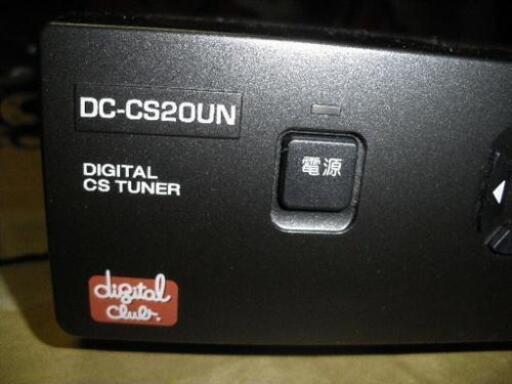 DC-CS20UN
DIGITAL
CS TUNER
電源
digital
club.